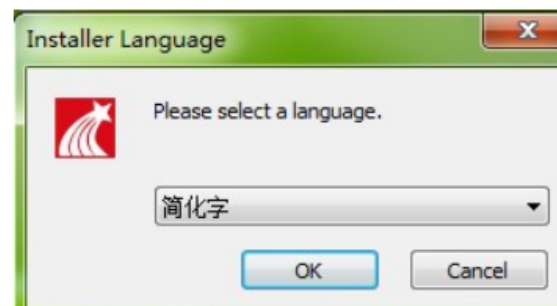 Installer Language
Please select a language.
简化字
OK
Cancel